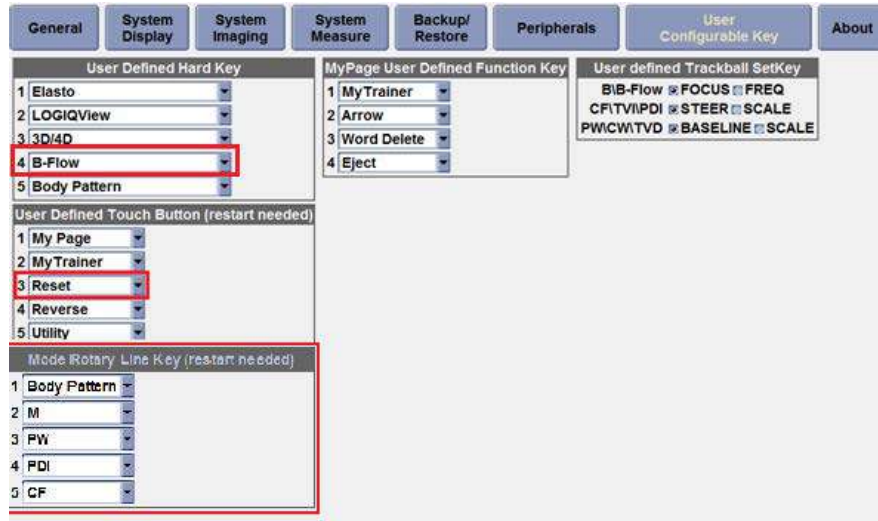 General
System Display
System Imaging
System Measure
Backup/ Restore
Peripherals
User Configurable Key
About
User Defined Hard Key
1 Elasto
2 LOGIQView
3 3D/4D
4 B-Flow
5 Body Pattern
MyPage User Defined Function Key
1 MyTrainer
2 Arrow
3 Word Delete
4 Eject
User defined Trackball SetKey
B\B-Flow FOCUS FREQ
CF\TVI\PDI STEER SCALE
PW\CW\TVD BASELINE SCALE
User Defined Touch Button (restart needed)
1 My Page
2 MyTrainer
3 Reset
4 Reverse
5 Utility
Mode Rotary Line Key (restart needed)
1 Body Pattern
2 M
3 PW
4 PDI
5 CF